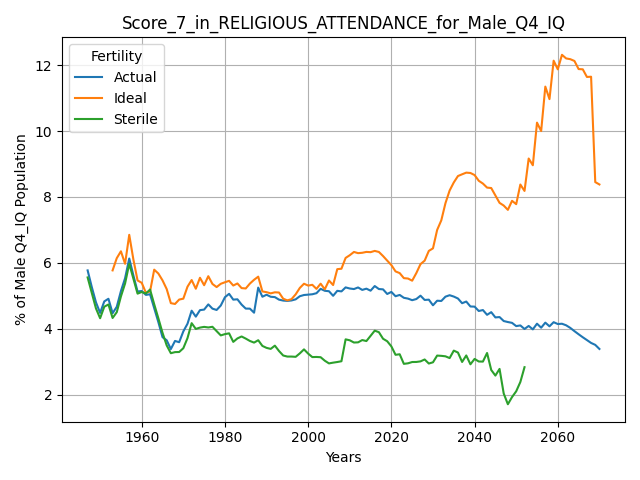 Score_7_in_RELIGIOUS_ATTENDANCE_for_Male_Q4_IQ
Fertility
Actual
Ideal
Sterile
% of Male Q4_IQ Population
12
10
8
6
4
2
1960
1980
2000
2020
2040
2060
Years